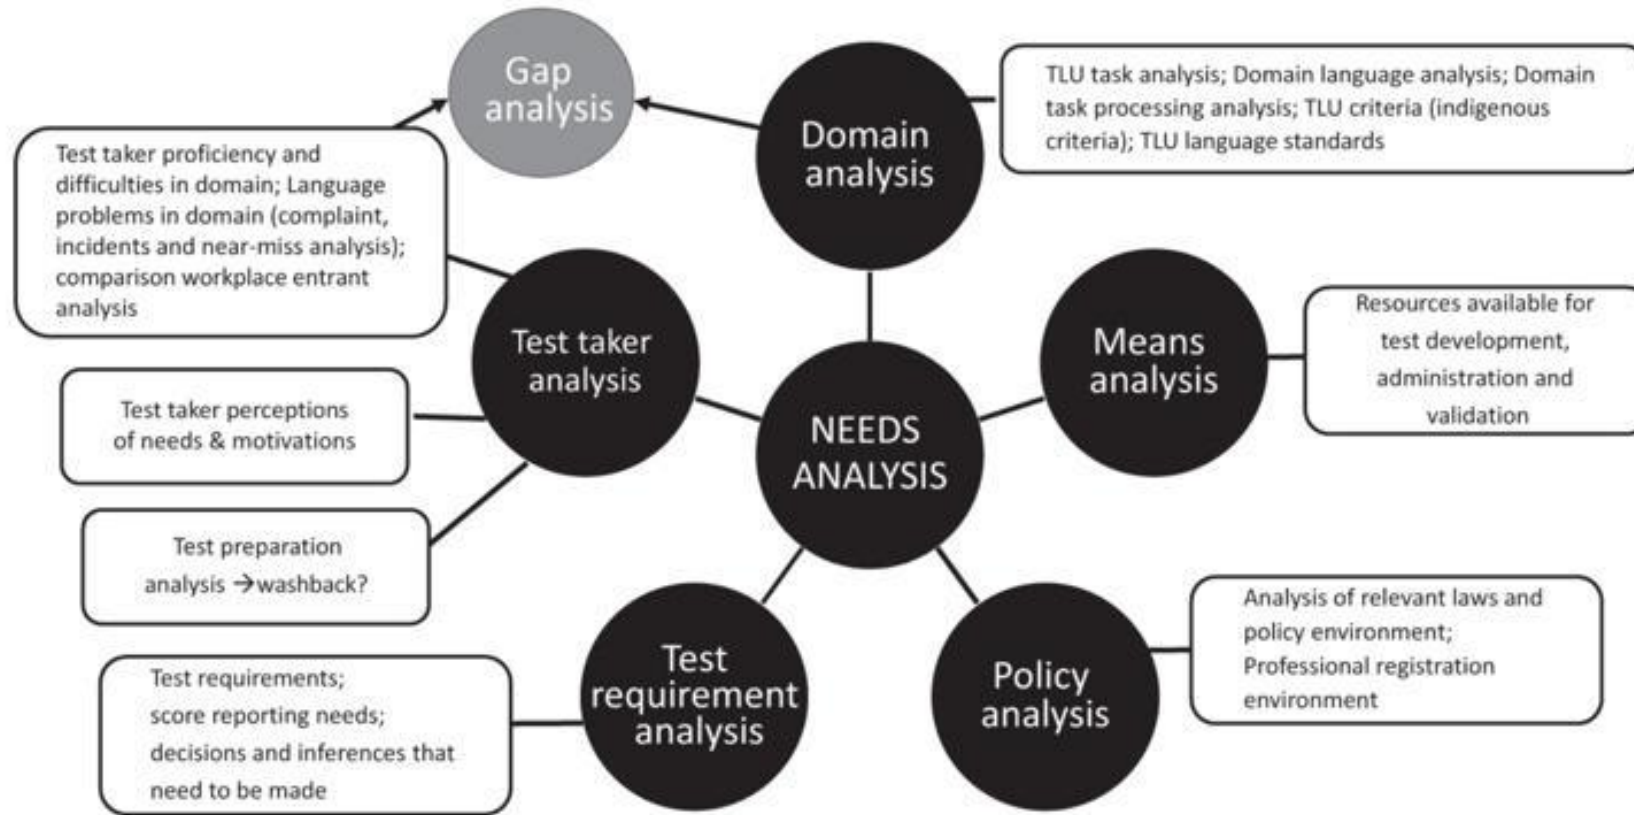 Gap
analysis
Domain
analysis
TLU task analysis; Domain language analysis; Domain
task processing analysis; TLU criteria (indigenous
criteria); TLU language standards
Test taker proficiency and
difficulties in domain; Language
problems in domain (complaint,
incidents and near-miss analysis);
comparison workplace entrant
analysis
Test taker
analysis
Means
analysis
Resources available for
test development,
administration and
validation
Test taker perceptions
of needs & motivations
NEEDS
ANALYSIS
Test preparation
analysis →washback?
Test
requirement
analysis
Policy
analysis
Analysis of relevant laws and
policy environment;
Professional registration
environment
Test requirements;
score reporting needs;
decisions and inferences that
need to be made